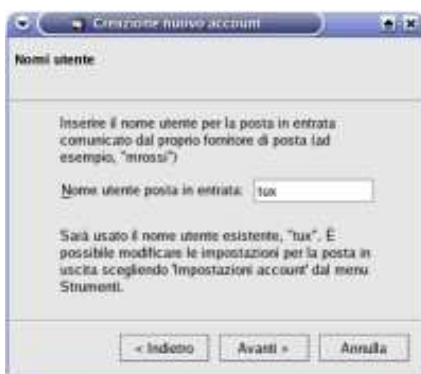 Creazione nuovo account
Nomi utente
Inserire il nome utente per la posta in entrata
comunicato dal proprio fornitore di posta (ad
esempio, "mrossi")
Nome utente posta in entrata: tux
Sarà usato il nome utente esistente, "tux". È
possibile modificare le impostazioni per la posta in
uscita scegliendo 'Impostazioni account' dal menu
Strumenti.
< Indietro Avanti > Annulla